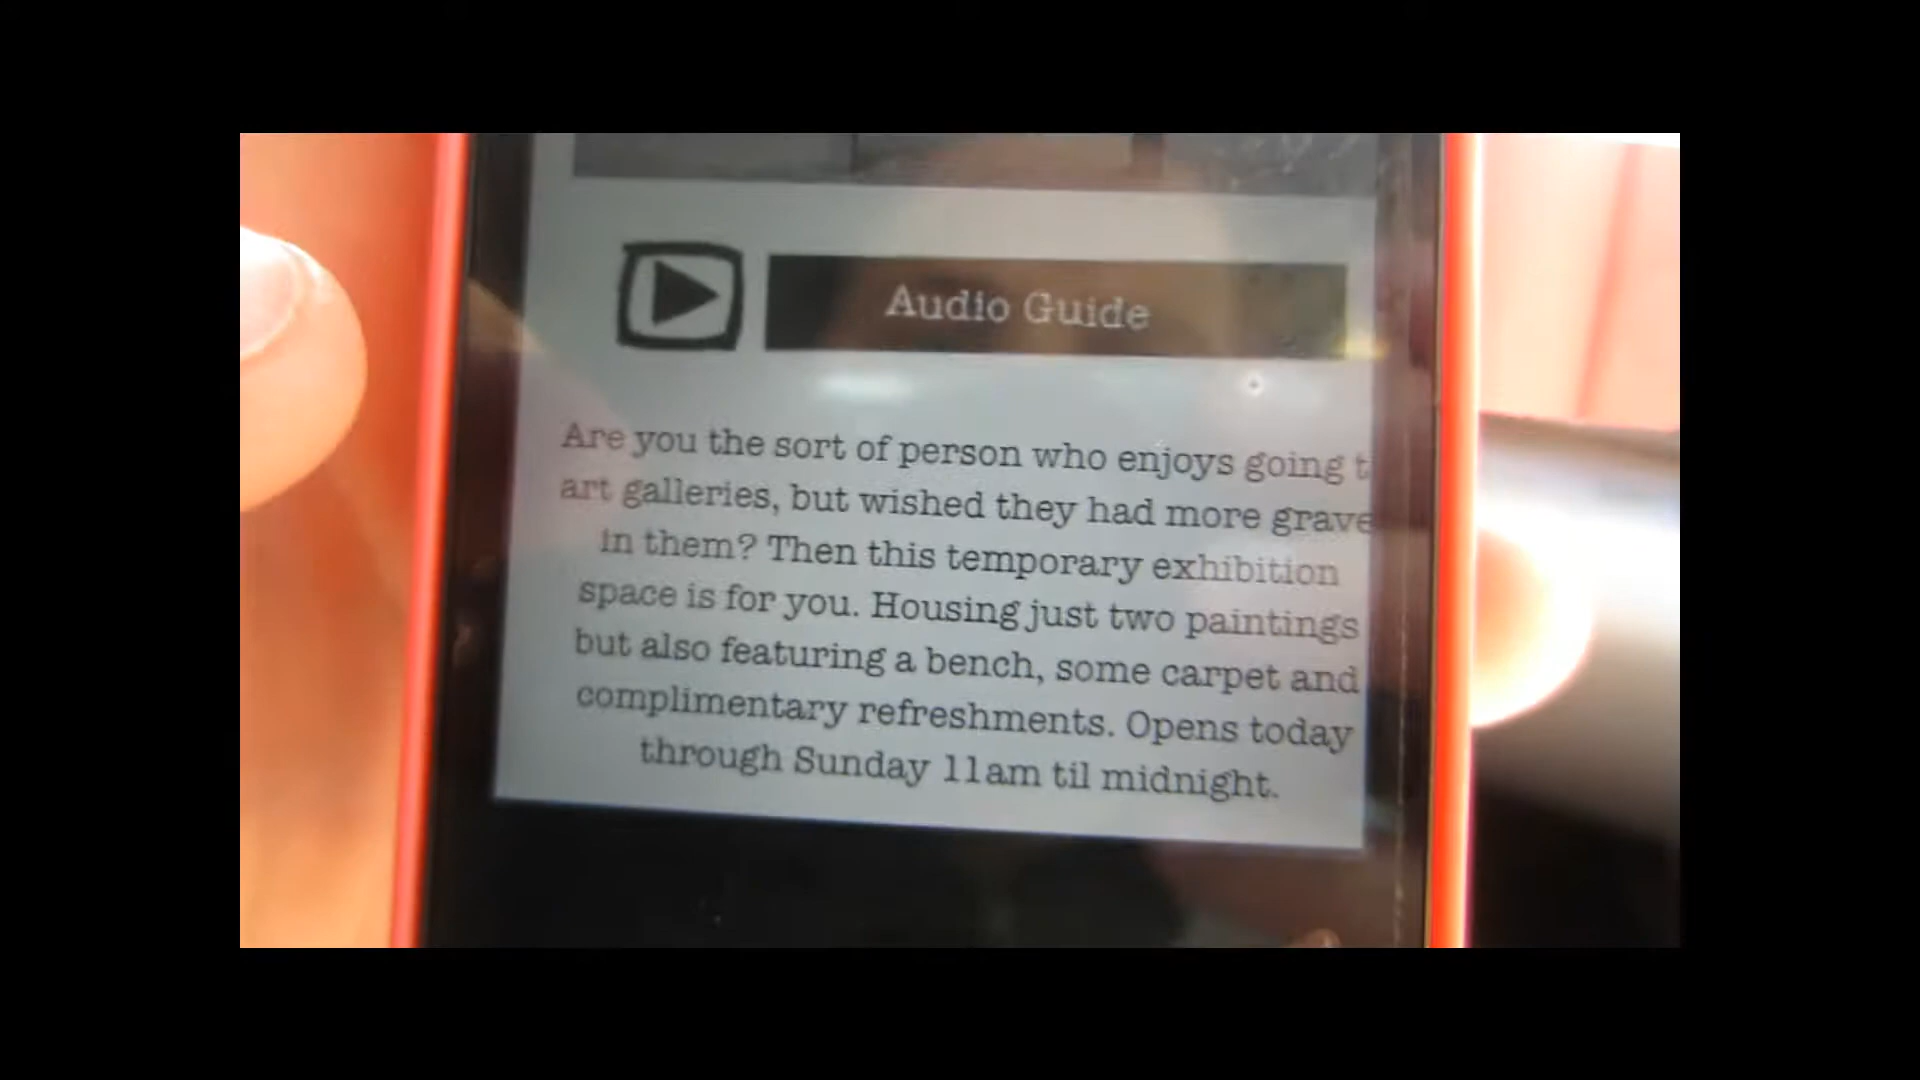 Audio Guide
Are you the sort of person who enjoys going t
art galleries, but wished they had more grave
in them? Then this temporary exhibition
space is for you. Housing just two paintings
but also featuring a bench, some carpet and
complimentary refreshments. Opens today
through Sunday 11am til midnight.